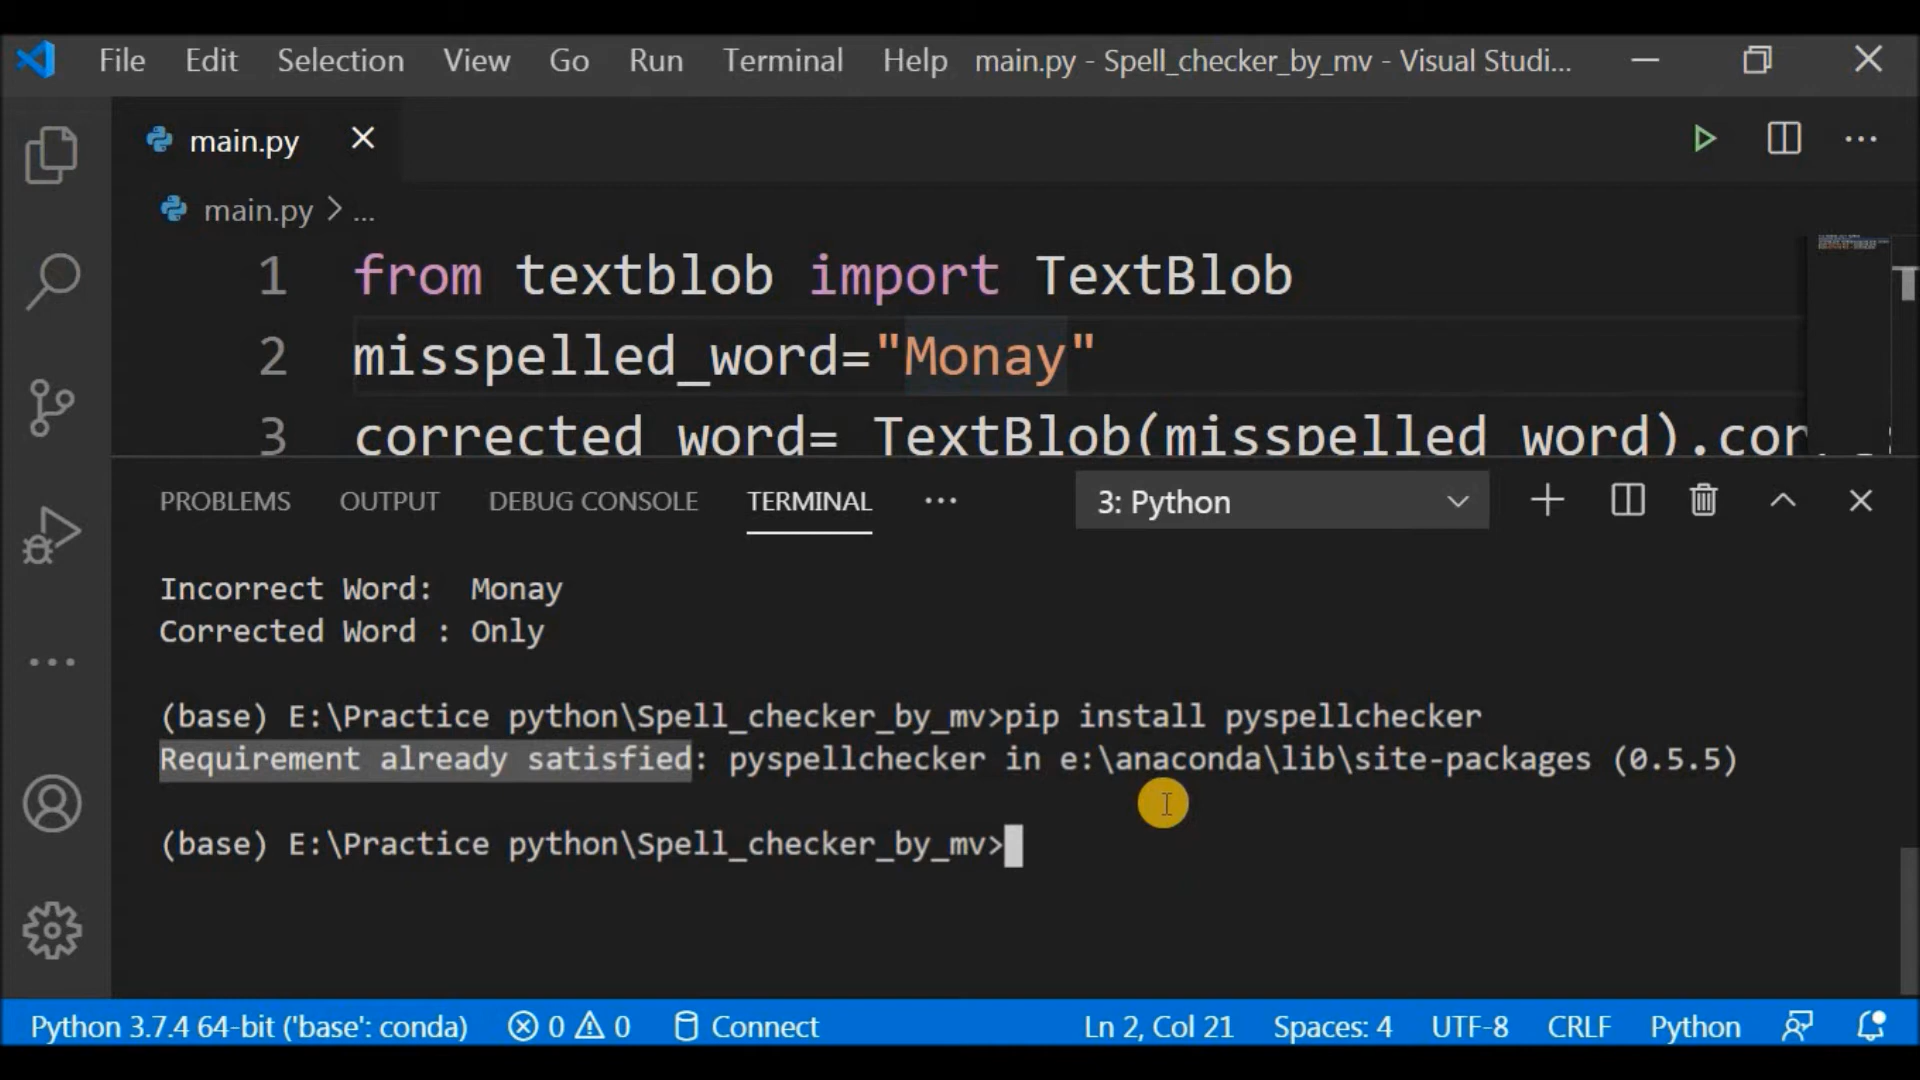 File Edit Selection View Go Run Terminal Help main.py - Spell_checker_by_mv - Visual Studi...
main.py
main.py > ...
1 from textblob import TextBlob
2 misspelled_word="Monay"
3 corrected_word= TextBlob(misspelled_word).cor
PROBLEMS OUTPUT DEBUG CONSOLE TERMINAL ... 3: Python
Incorrect Word:  Monay
Corrected Word : Only
(base) E:\Practice python\Spell_checker_by_mv>pip install pyspellchecker
Requirement already satisfied: pyspellchecker in e:\anaconda\lib\site-packages (0.5.5)
(base) E:\Practice python\Spell_checker_by_mv>
Python 3.7.4 64-bit ('base': conda) 0 0 Connect Ln 2, Col 21 Spaces: 4 UTF-8 CRLF Python